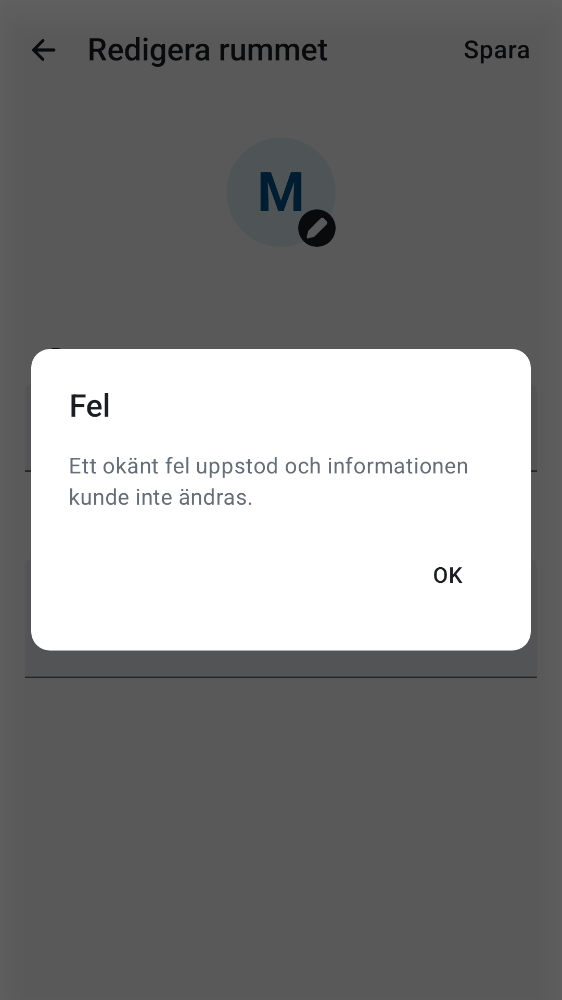 Redigera rummet
Spara
M
Fel
Ett okänt fel uppstod och informationen
kunde inte ändras.
OK